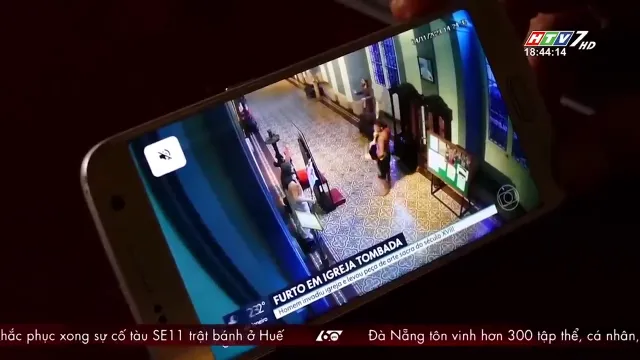 HTV7 HD
18:44:14
FURTO EM IGREJA TOMBADA
Homem invadiu igreja e levou peça de arte sacra do século XVIII
23°
hắc phục xong sự cố tàu SE11 trật bánh ở Huế
60
Đà Nẵng tôn vinh hơn 300 tập thể, cá nhân